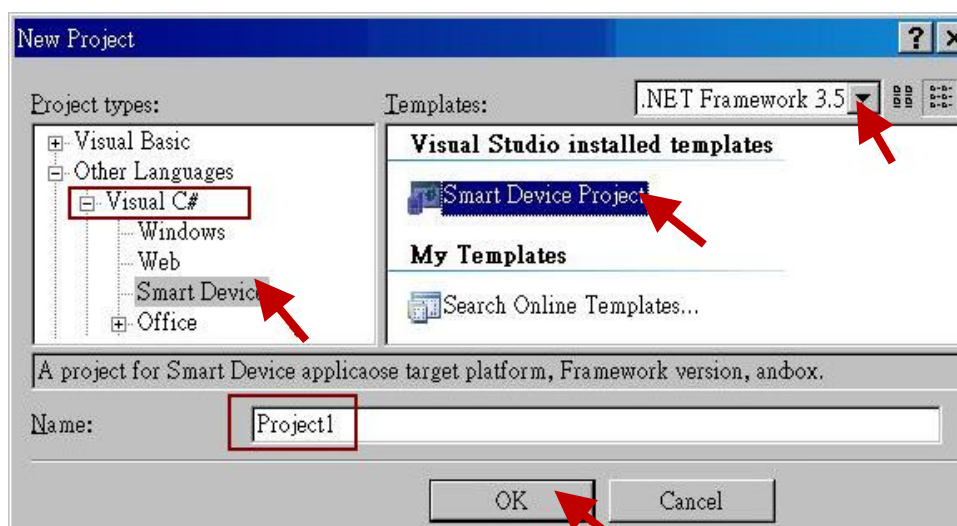 New Project
Project types:
Templates:
.NET Framework 3.5
Visual Basic
Other Languages
Visual C#
Windows
Web
Smart Device
Office
Visual Studio installed templates
Smart Device Project
My Templates
Search Online Templates...
A project for Smart Device applicaose target platform, Framework version, andbox.
Name:
Project1
OK
Cancel